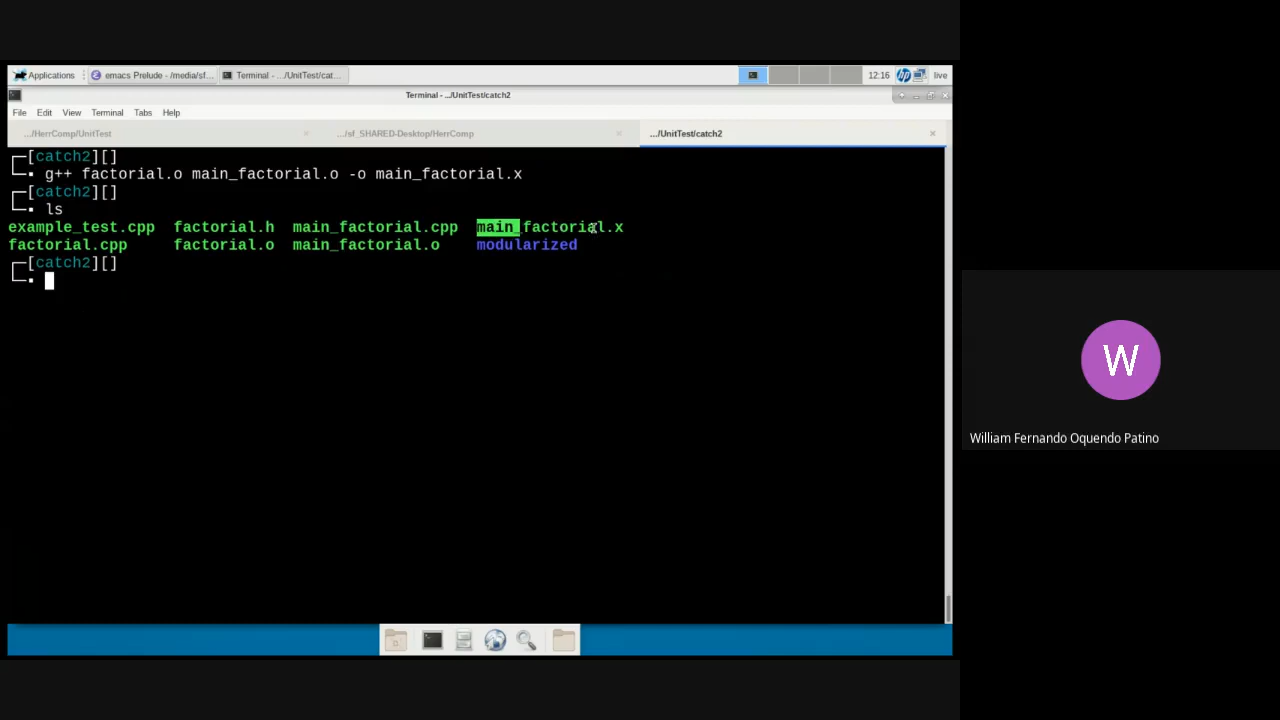 Applications emacs Prelude - /media/sf... Terminal - .../UnitTest/cat... 12:16 hp live
Terminal - .../UnitTest/catch2
File Edit View Terminal Tabs Help
.../HerrComp/UnitTest .../sf_SHARED-Desktop/HerrComp .../UnitTest/catch2
[catch2][]
g++ factorial.o main_factorial.o -o main_factorial.x
[catch2][]
ls
example_test.cpp factorial.h main_factorial.cpp main_factorial.x
factorial.cpp factorial.o main_factorial.o modularized
[catch2][]
W
William Fernando Oquendo Patino